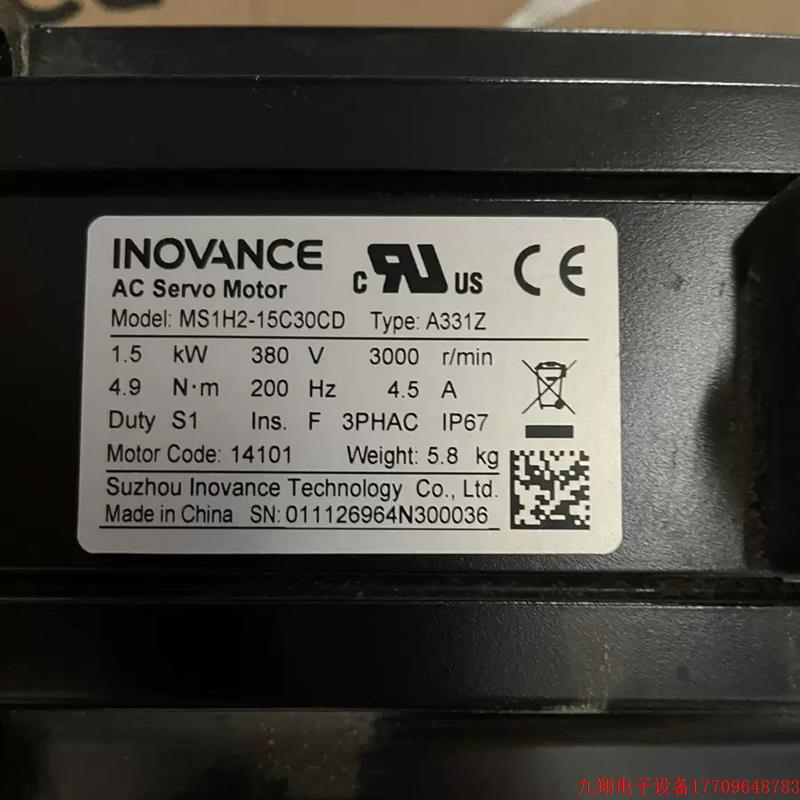 INOVANCE
AC Servo Motor
c RU US CE
Model: MS1H2-15C30CD Type: A331Z
1.5 kW 380 V 3000 r/min
4.9 N·m 200 Hz 4.5 A
Duty S1 Ins. F 3PHAC IP67
Motor Code: 14101 Weight: 5.8 kg
Suzhou Inovance Technology Co., Ltd.
Made in China SN: 011126964N300036
九翔电子设备17709648783